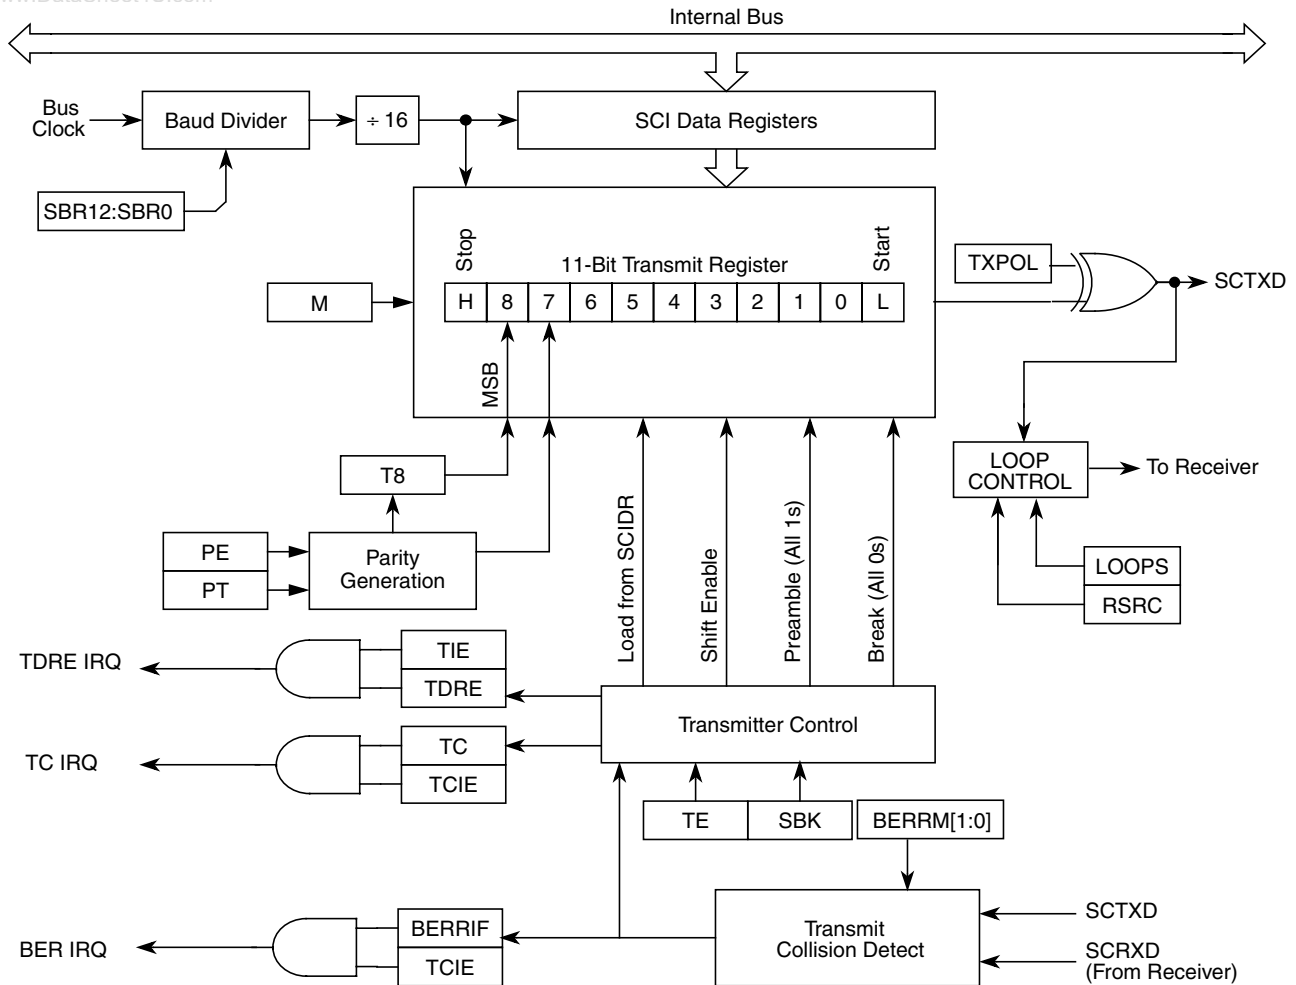 Internal Bus
Bus
Clock
Baud Divider
÷ 16
SCI Data Registers
SBR12:SBR0
Stop
11-Bit Transmit Register
Start
H 8 7 6 5 4 3 2 1 0 L
M
TXPOL
SCTXD
MSB
T8
LOOP
CONTROL
To Receiver
PE
PT
Parity
Generation
Load from SCIDR
Shift Enable
Preamble (All 1s)
Break (All 0s)
LOOPS
RSRC
TDRE IRQ
TIE
TDRE
Transmitter Control
TC IRQ
TC
TCIE
TE
SBK
BERRM[1:0]
BER IRQ
BERRIF
TCIE
Transmit
Collision Detect
SCTXD
SCRXD
(From Receiver)